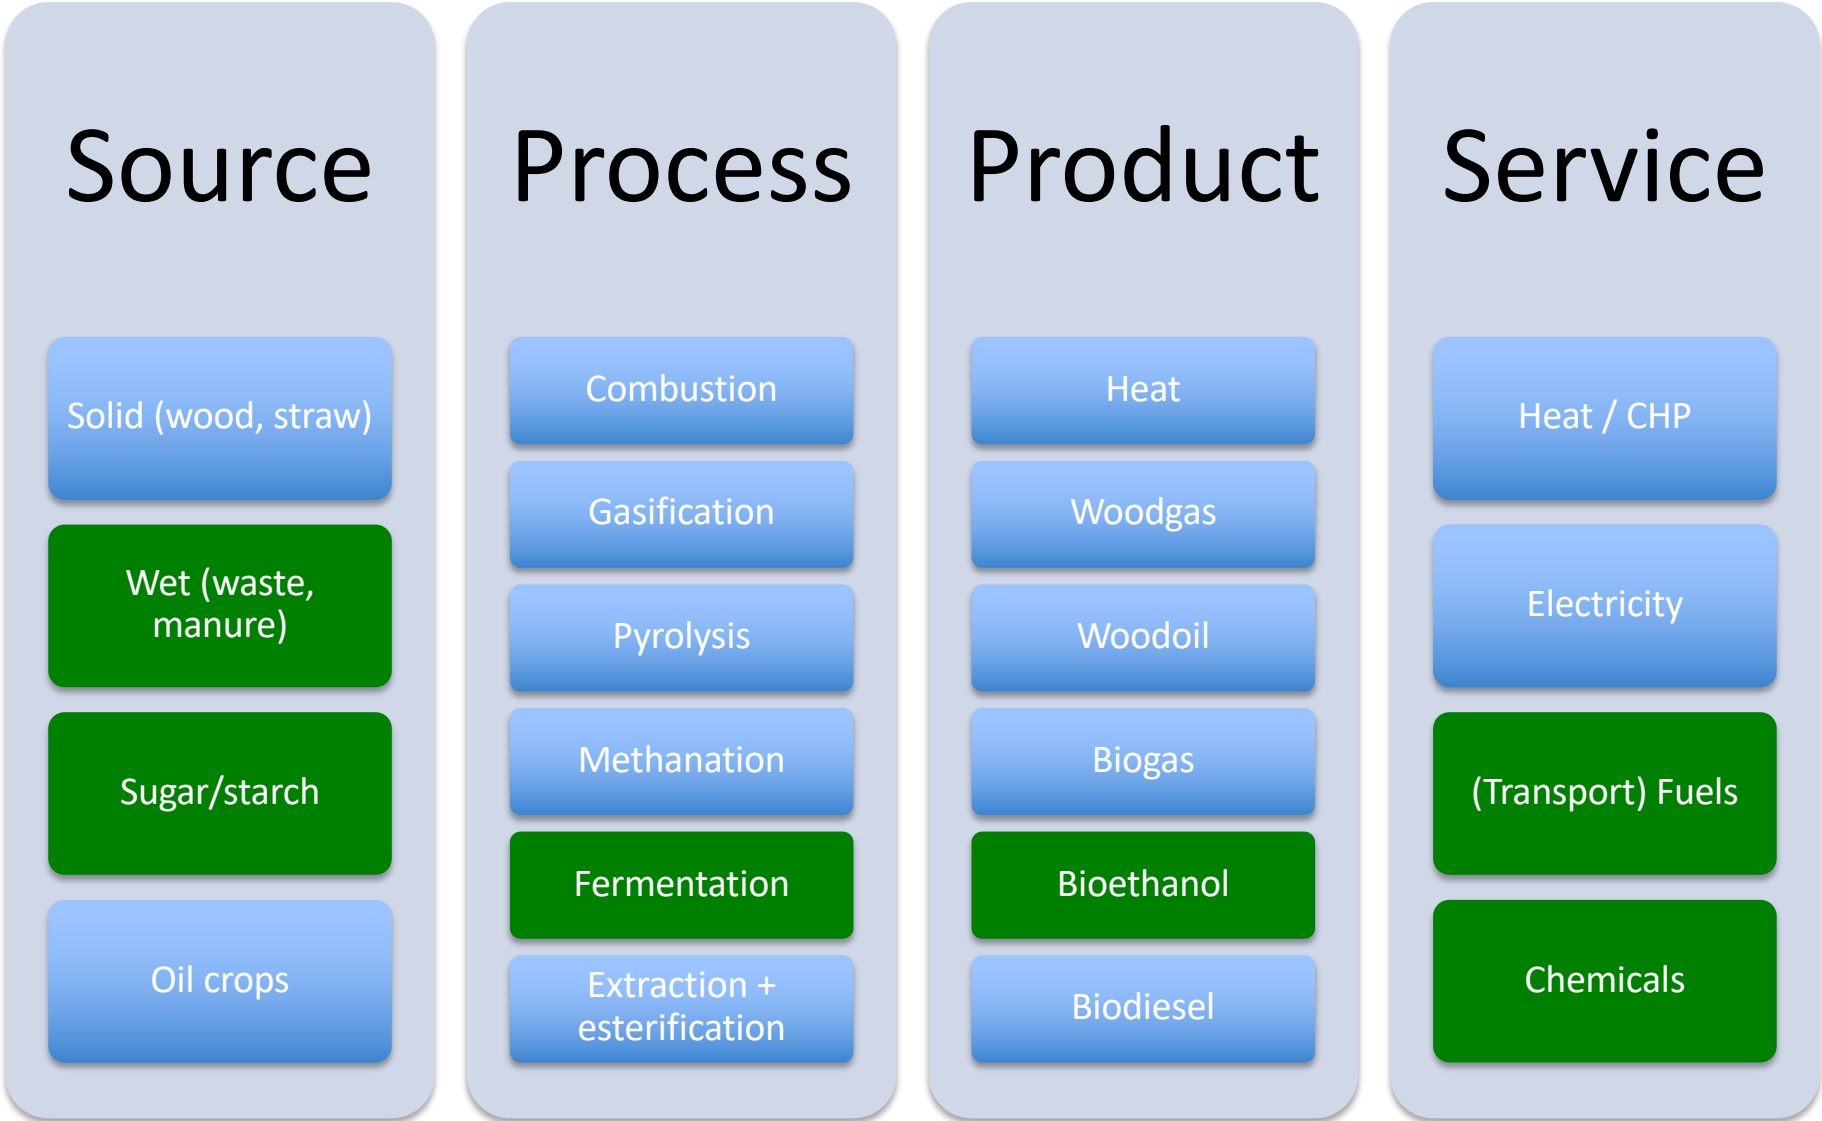 Source
Solid (wood, straw)
Wet (waste,
manure)
Sugar/starch
Oil crops
Process
Combustion
Gasification
Pyrolysis
Methanation
Fermentation
Extraction +
esterification
Product
Heat
Woodgas
Woodoil
Biogas
Bioethanol
Biodiesel
Service
Heat / CHP
Electricity
(Transport) Fuels
Chemicals